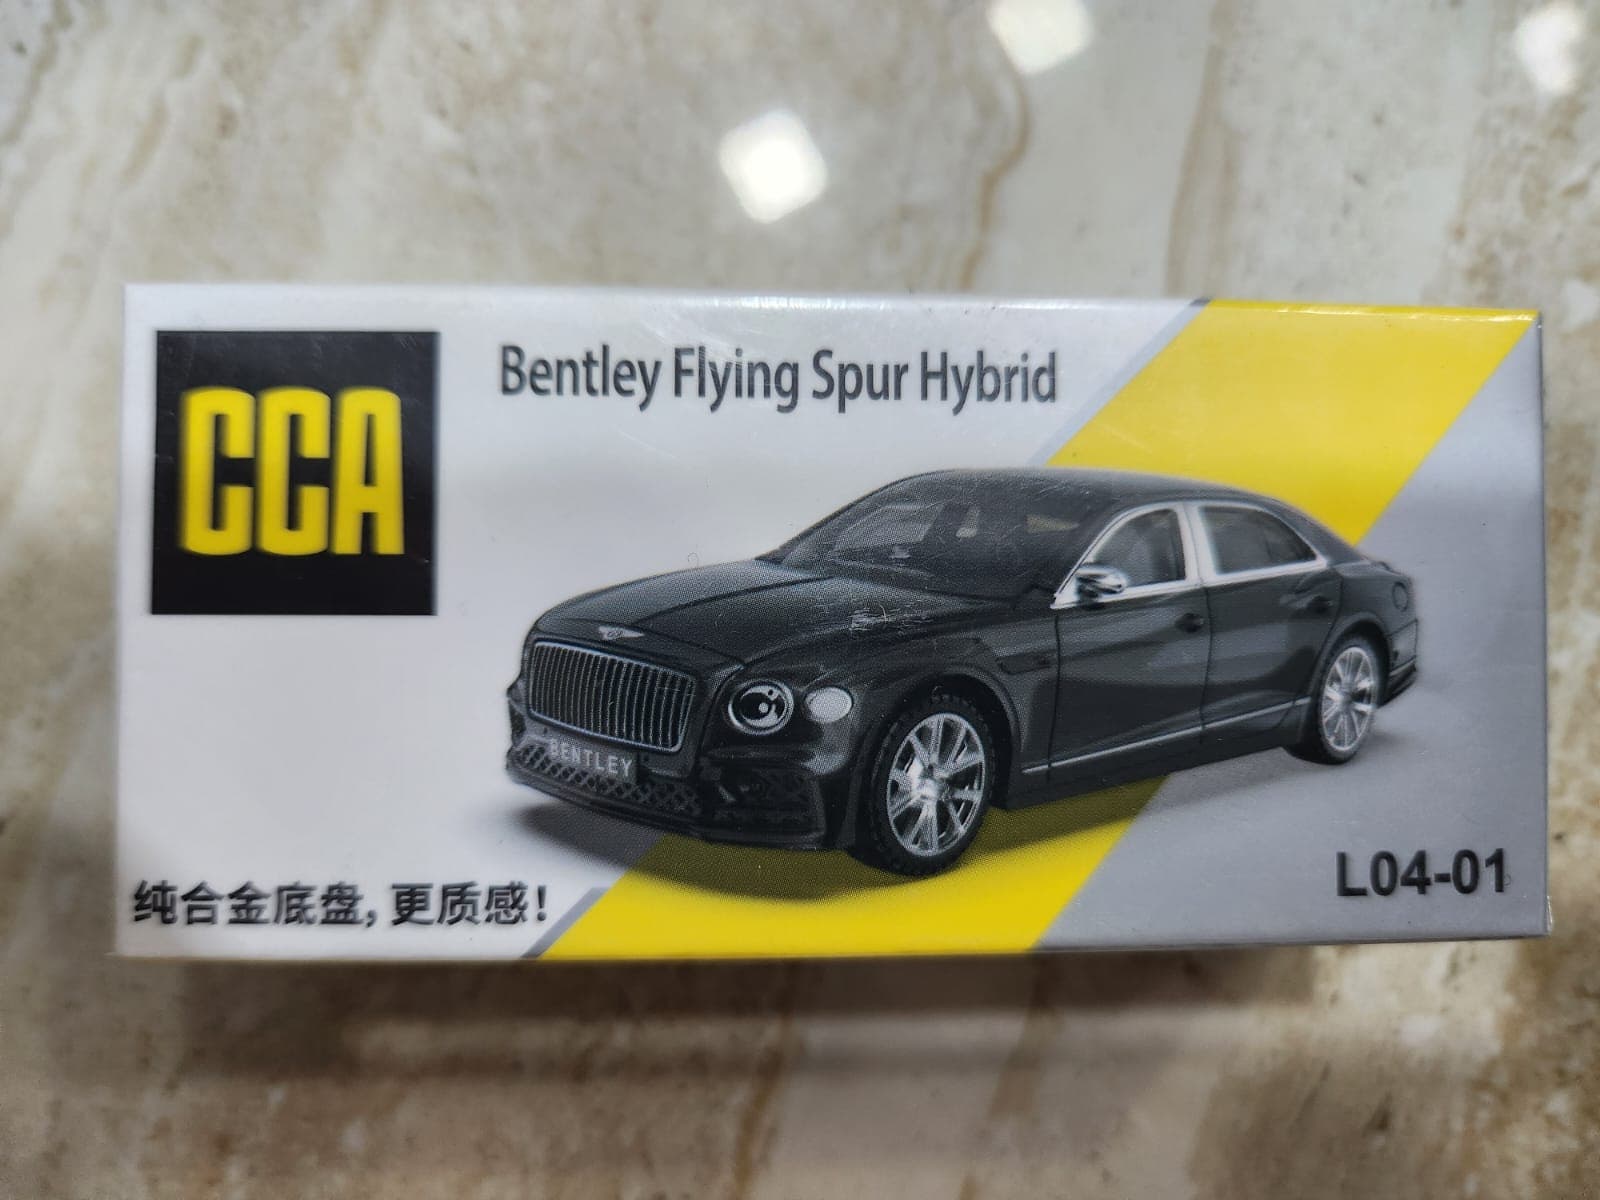 CCA
Bentley Flying Spur Hybrid
BENTLEY
纯合金底盘，更质感！
L04-01